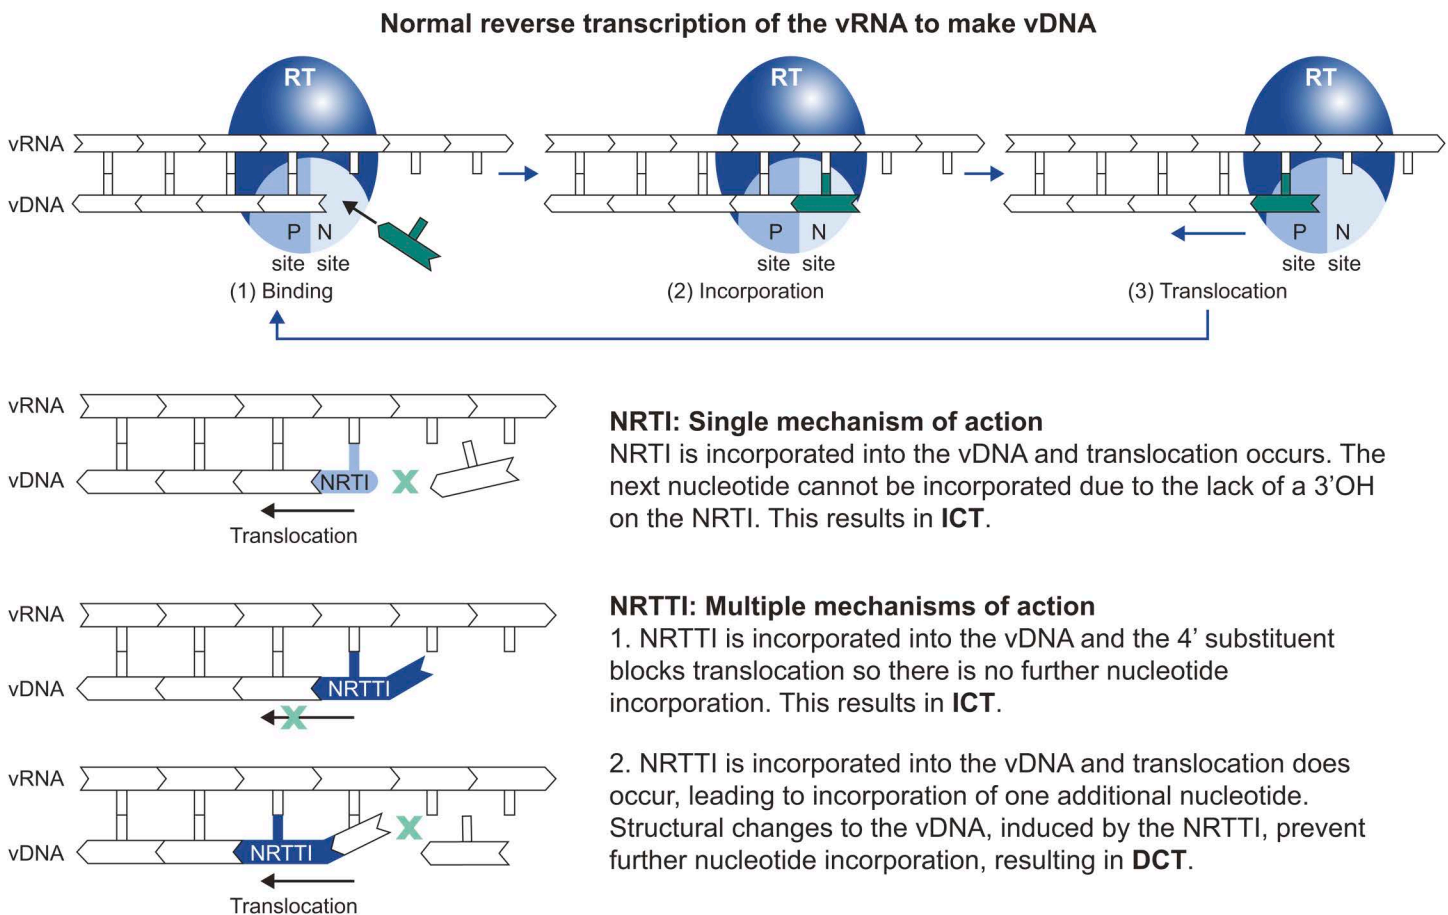 Normal reverse transcription of the vRNA to make vDNA
RT
RT
RT
vRNA
vDNA
P N
site site
P N
site site
P N
site site
(1) Binding
(2) Incorporation
(3) Translocation
vRNA
vDNA
NRTI
X
Translocation
NRTI: Single mechanism of action
NRTI is incorporated into the vDNA and translocation occurs. The
next nucleotide cannot be incorporated due to the lack of a 3’OH
on the NRTI. This results in ICT.
vRNA
vDNA
NRTTI
X
NRTTI: Multiple mechanisms of action
1. NRTTI is incorporated into the vDNA and the 4’ substituent
blocks translocation so there is no further nucleotide
incorporation. This results in ICT.
vRNA
vDNA
NRTTI
X
Translocation
2. NRTTI is incorporated into the vDNA and translocation does
occur, leading to incorporation of one additional nucleotide.
Structural changes to the vDNA, induced by the NRTTI, prevent
further nucleotide incorporation, resulting in DCT.